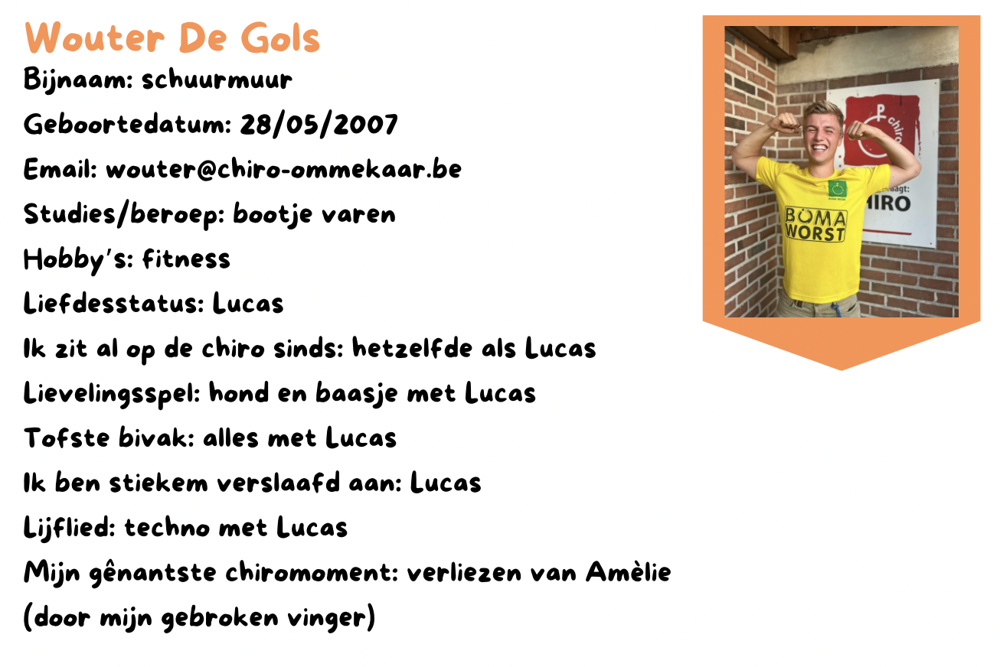 Wouter De Gols
Bijnaam: schuurmuur
Geboortedatum: 28/05/2007
Email: wouter@chiro-ommekaar.be
Studies/beroep: bootje varen
Hobby's: fitness
Liefdesstatus: Lucas
Ik zit al op de chiro sinds: hetzelfde als Lucas
Lievelingsspel: hond en baasje met Lucas
Tofste bivak: alles met Lucas
Ik ben stiekem verslaafd aan: Lucas
Lijflied: techno met Lucas
Mijn gênantste chiromoment: verliezen van Amèlie
(door mijn gebroken vinger)
chiro
HIRO
BOMA
WORST